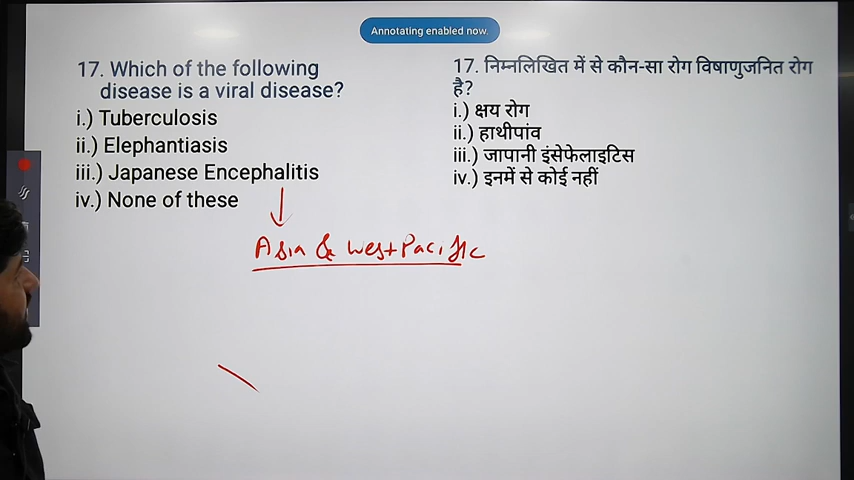 Annotating enabled now.
17. Which of the following
disease is a viral disease?
i.) Tuberculosis
ii.) Elephantiasis
iii.) Japanese Encephalitis
iv.) None of these
Asia & West Pacific
17. निम्नलिखित में से कौन-सा रोग विषाणुजनित रोग
है?
i.) क्षय रोग
ii.) हाथीपांव
iii.) जापानी इंसेफेलाइटिस
iv.) इनमें से कोई नहीं